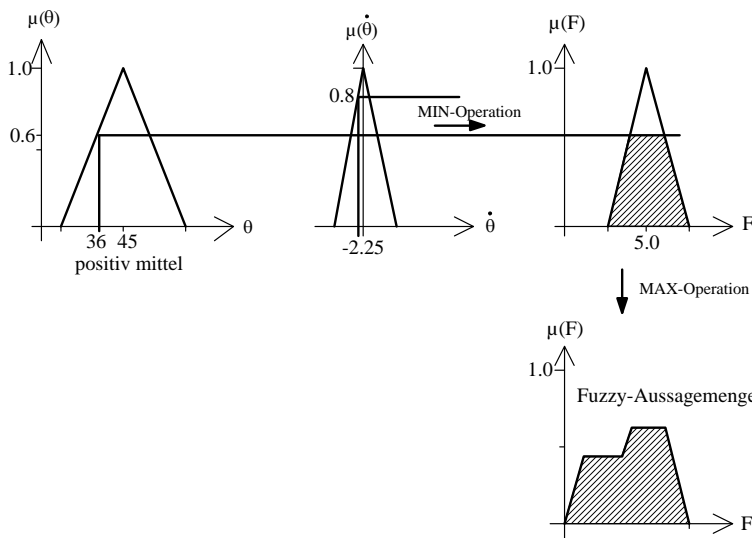 μ(θ)
μ(θ̇)
μ(F)
1.0
1.0
0.8
MIN-Operation
0.6
36 45
θ
-2.25
θ̇
5.0
F
positiv mittel
MAX-Operation
μ(F)
1.0
Fuzzy-Aussagemenge
F